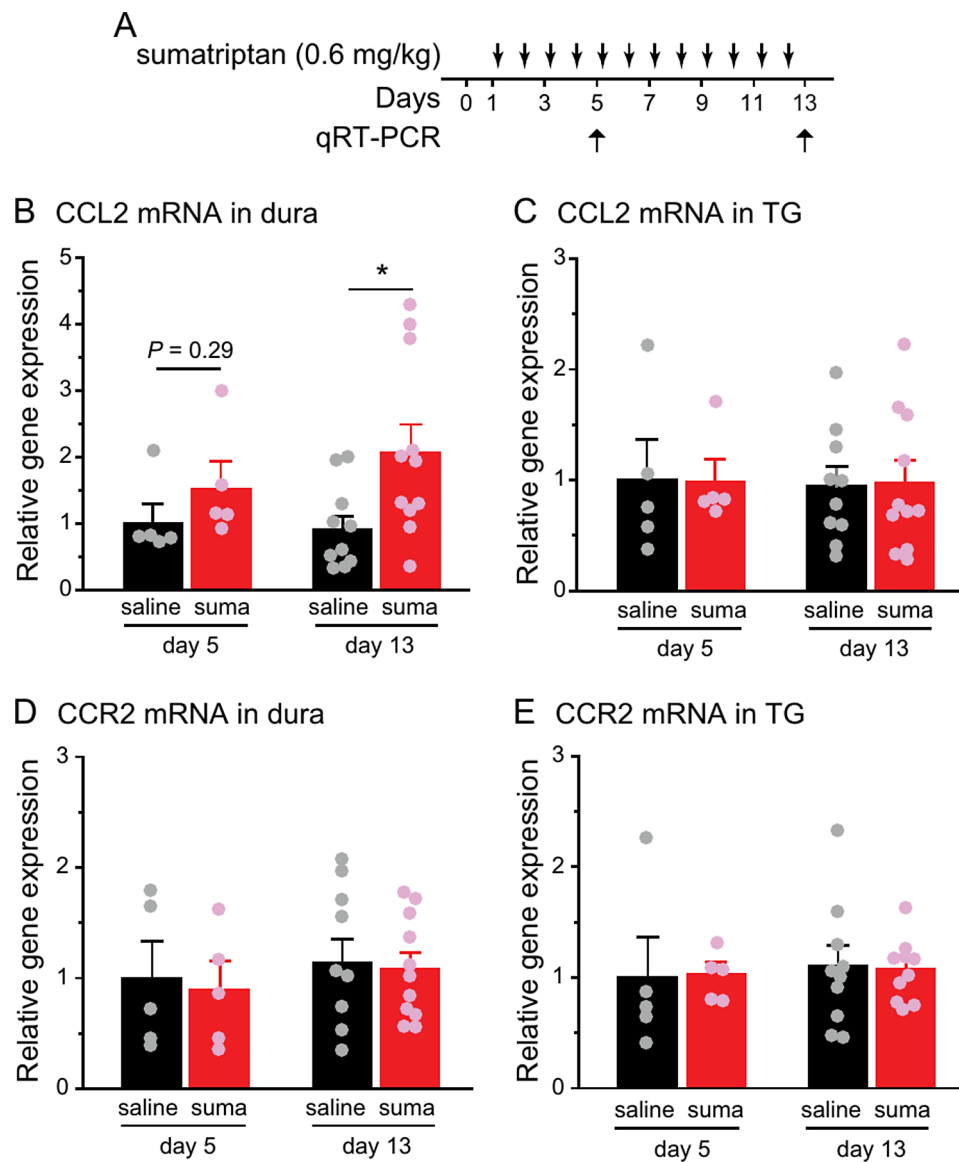 A
sumatriptan (0.6 mg/kg)
Days 0 1 3 5 7 9 11 13
qRT-PCR
B CCL2 mRNA in dura
Relative gene expression
5
4
3
2
1
0
P = 0.29
*
saline suma saline suma
day 5 day 13
C CCL2 mRNA in TG
Relative gene expression
3
2
1
0
saline suma saline suma
day 5 day 13
D CCR2 mRNA in dura
Relative gene expression
3
2
1
0
saline suma saline suma
day 5 day 13
E CCR2 mRNA in TG
Relative gene expression
3
2
1
0
saline suma saline suma
day 5 day 13